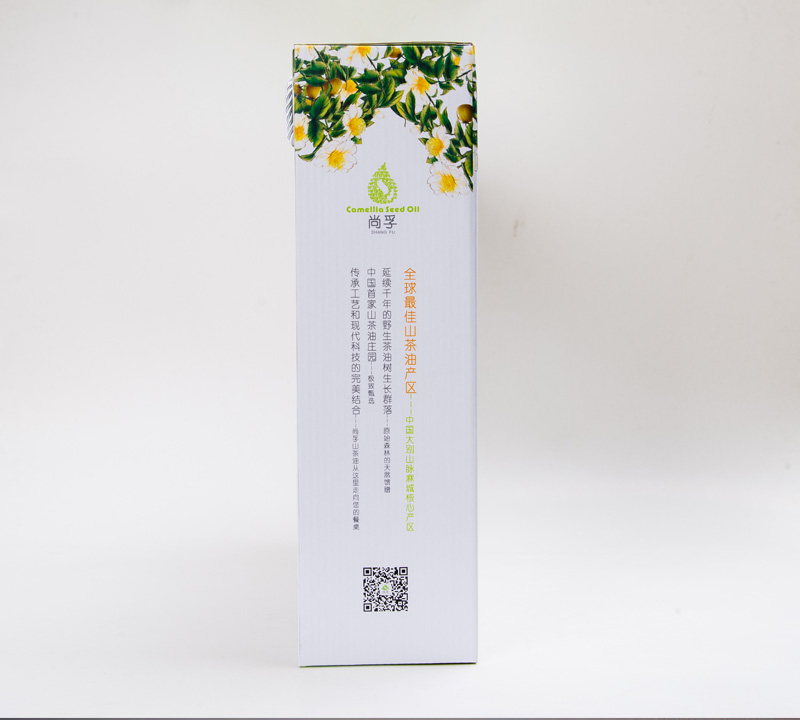 Camellia Seed Oil
尚孚
SHANG FU
全球最佳山茶油产区……中国大别山脉麻城核心产区
延续千年的野生茶油树生长群落……原始森林的天然馈赠
中国首家山茶油庄园……极致甄选
传承工艺和现代科技的完美结合……尚孚山茶油从这里走向您的餐桌